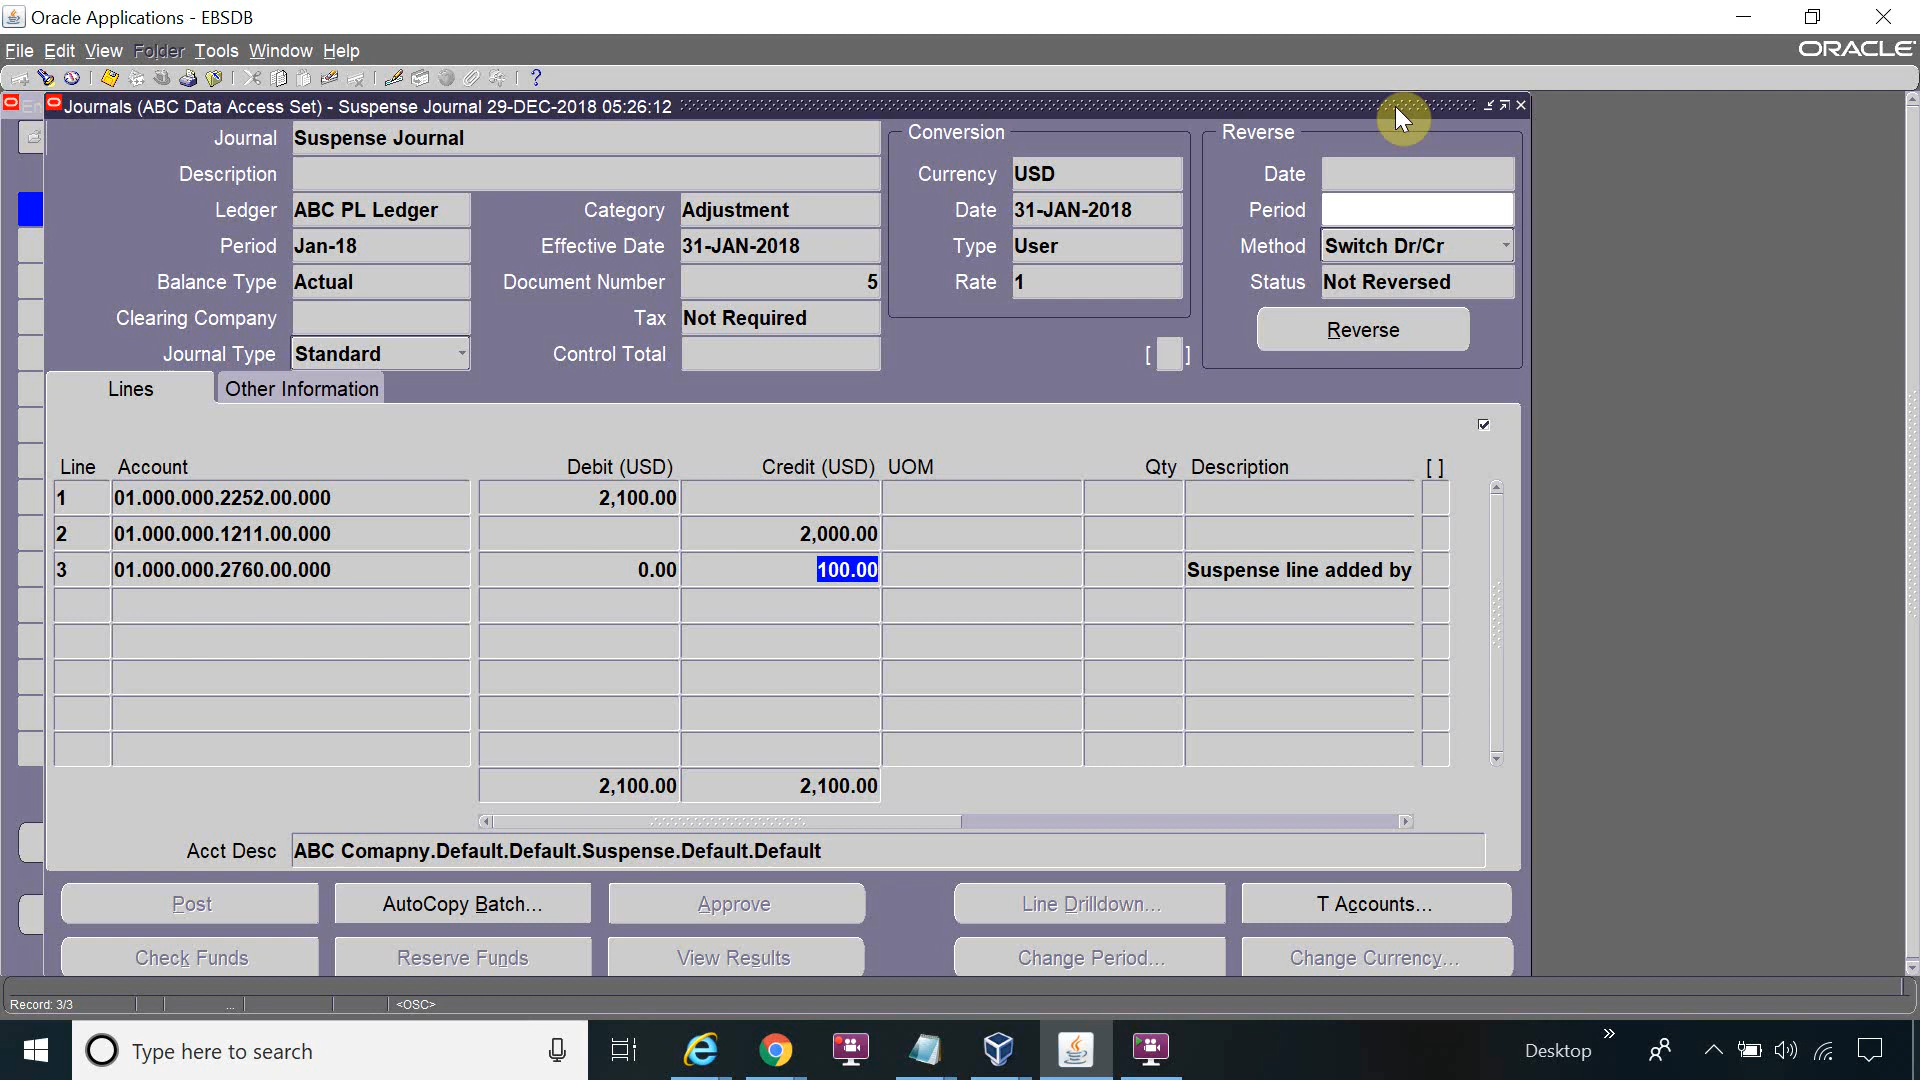 Oracle Applications - EBSDB
File Edit View Folder Tools Window Help
ORACLE
Journals (ABC Data Access Set) - Suspense Journal 29-DEC-2018 05:26:12
Journal Suspense Journal
Description
Ledger ABC PL Ledger Category Adjustment
Period Jan-18 Effective Date 31-JAN-2018
Balance Type Actual Document Number 5
Clearing Company Tax Not Required
Journal Type Standard Control Total
Conversion
Currency USD
Date 31-JAN-2018
Type User
Rate 1
[ ]
Reverse
Date
Period
Method Switch Dr/Cr
Status Not Reversed
Reverse
Lines Other Information
Line Account Debit (USD) Credit (USD) UOM Qty Description [ ]
1 01.000.000.2252.00.000 2,100.00
2 01.000.000.1211.00.000 2,000.00
3 01.000.000.2760.00.000 0.00 100.00 Suspense line added by
2,100.00 2,100.00
Acct Desc ABC Comapny.Default.Default.Suspense.Default.Default
Post AutoCopy Batch... Approve Line Drilldown... T Accounts...
Check Funds Reserve Funds View Results Change Period... Change Currency...
Record: 3/3 ... <OSC>
Type here to search Desktop